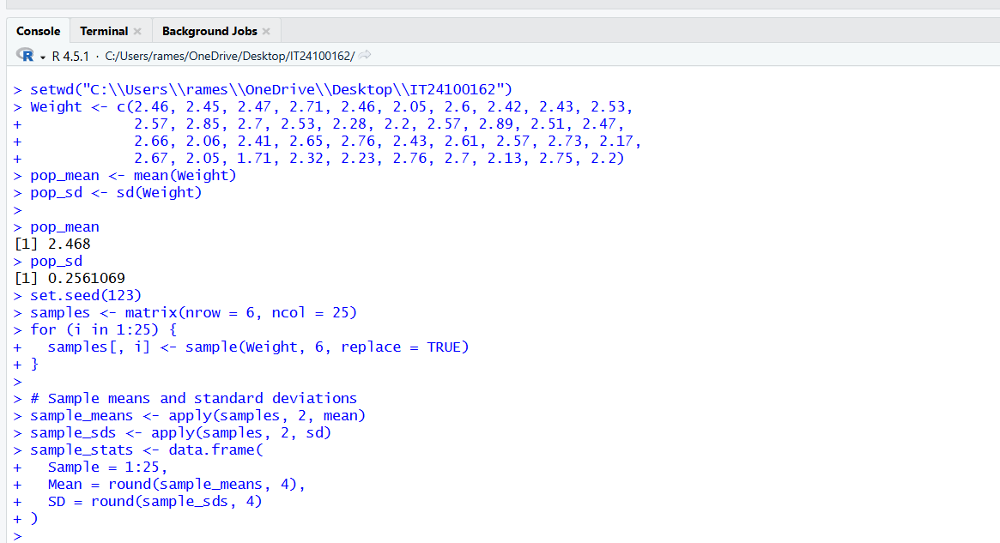 Console Terminal Background Jobs
R 4.5.1 · C:/Users/rames/OneDrive/Desktop/IT24100162/
> setwd("C:\\Users\\rames\\OneDrive\\Desktop\\IT24100162")
> Weight <- c(2.46, 2.45, 2.47, 2.71, 2.46, 2.05, 2.6, 2.42, 2.43, 2.53,
+             2.57, 2.85, 2.7, 2.53, 2.28, 2.2, 2.57, 2.89, 2.51, 2.47,
+             2.66, 2.06, 2.41, 2.65, 2.76, 2.43, 2.61, 2.57, 2.73, 2.17,
+             2.67, 2.05, 1.71, 2.32, 2.23, 2.76, 2.7, 2.13, 2.75, 2.2)
> pop_mean <- mean(Weight)
> pop_sd <- sd(Weight)
>
> pop_mean
[1] 2.468
> pop_sd
[1] 0.2561069
> set.seed(123)
> samples <- matrix(nrow = 6, ncol = 25)
> for (i in 1:25) {
+   samples[, i] <- sample(Weight, 6, replace = TRUE)
+ }
>
> # Sample means and standard deviations
> sample_means <- apply(samples, 2, mean)
> sample_sds <- apply(samples, 2, sd)
> sample_stats <- data.frame(
+   Sample = 1:25,
+   Mean = round(sample_means, 4),
+   SD = round(sample_sds, 4)
+ )
>